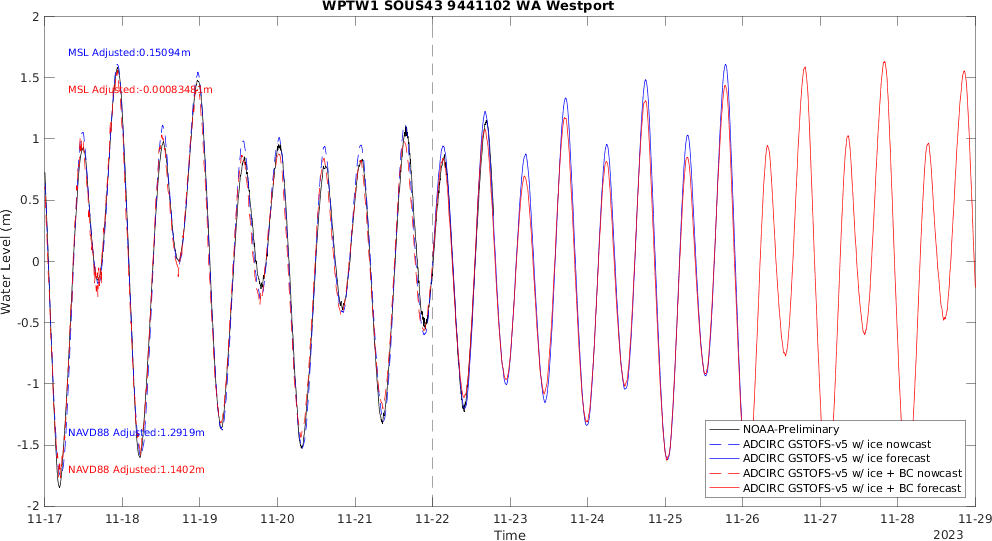 WPTW1 SOUS43 9441102 WA Westport
2
1.5
1
0.5
0
-0.5
-1
-1.5
-2
Water Level (m)
MSL Adjusted:0.15094m
MSL Adjusted:-0.00083481m
NAVD88 Adjusted:1.2919m
NAVD88 Adjusted:1.1402m
NOAA-Preliminary
ADCIRC GSTOFS-v5 w/ ice nowcast
ADCIRC GSTOFS-v5 w/ ice forecast
ADCIRC GSTOFS-v5 w/ ice + BC nowcast
ADCIRC GSTOFS-v5 w/ ice + BC forecast
11-17 11-18 11-19 11-20 11-21 11-22 11-23 11-24 11-25 11-26 11-27 11-28 11-29
Time
2023